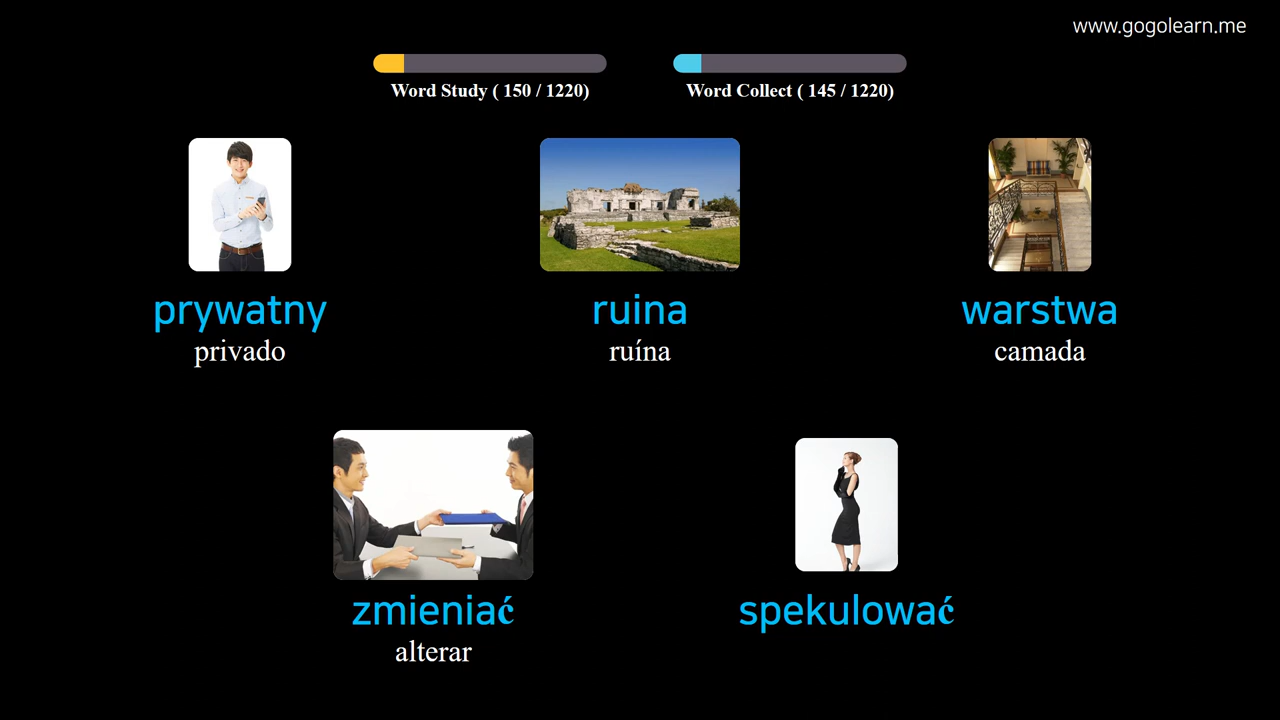 www.gogolearn.me
Word Study ( 150 / 1220)
Word Collect ( 145 / 1220)
prywatny
privado
ruina
ruína
warstwa
camada
zmieniać
alterar
spekulować